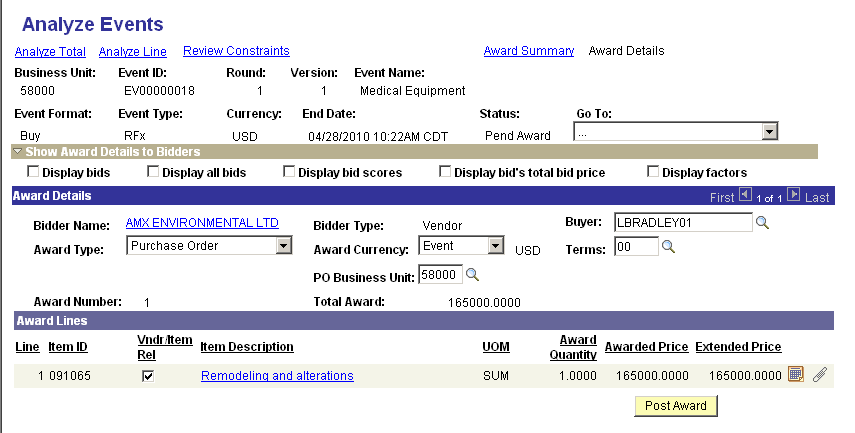 Analyze Events
Analyze Total Analyze Line Review Constraints Award Summary Award Details
Business Unit: Event ID: Round: Version: Event Name:
58000 EV00000018 1 1 Medical Equipment
Event Format: Event Type: Currency: End Date: Status: Go To:
Buy RFx USD 04/28/2010 10:22AM CDT Pend Award ...
Show Award Details to Bidders
Display bids Display all bids Display bid scores Display bid's total bid price Display factors
Award Details First 1 of 1 Last
Bidder Name: AMX ENVIRONMENTAL LTD Bidder Type: Vendor Buyer: LBRADLEY01
Award Type: Purchase Order Award Currency: Event USD Terms: 00
PO Business Unit: 58000
Award Number: 1 Total Award: 165000.0000
Award Lines
Line Item ID Vndr/Item Rel Item Description UOM Award Quantity Awarded Price Extended Price
1 091065 Remodeling and alterations SUM 1.0000 165000.0000 165000.0000
Post Award